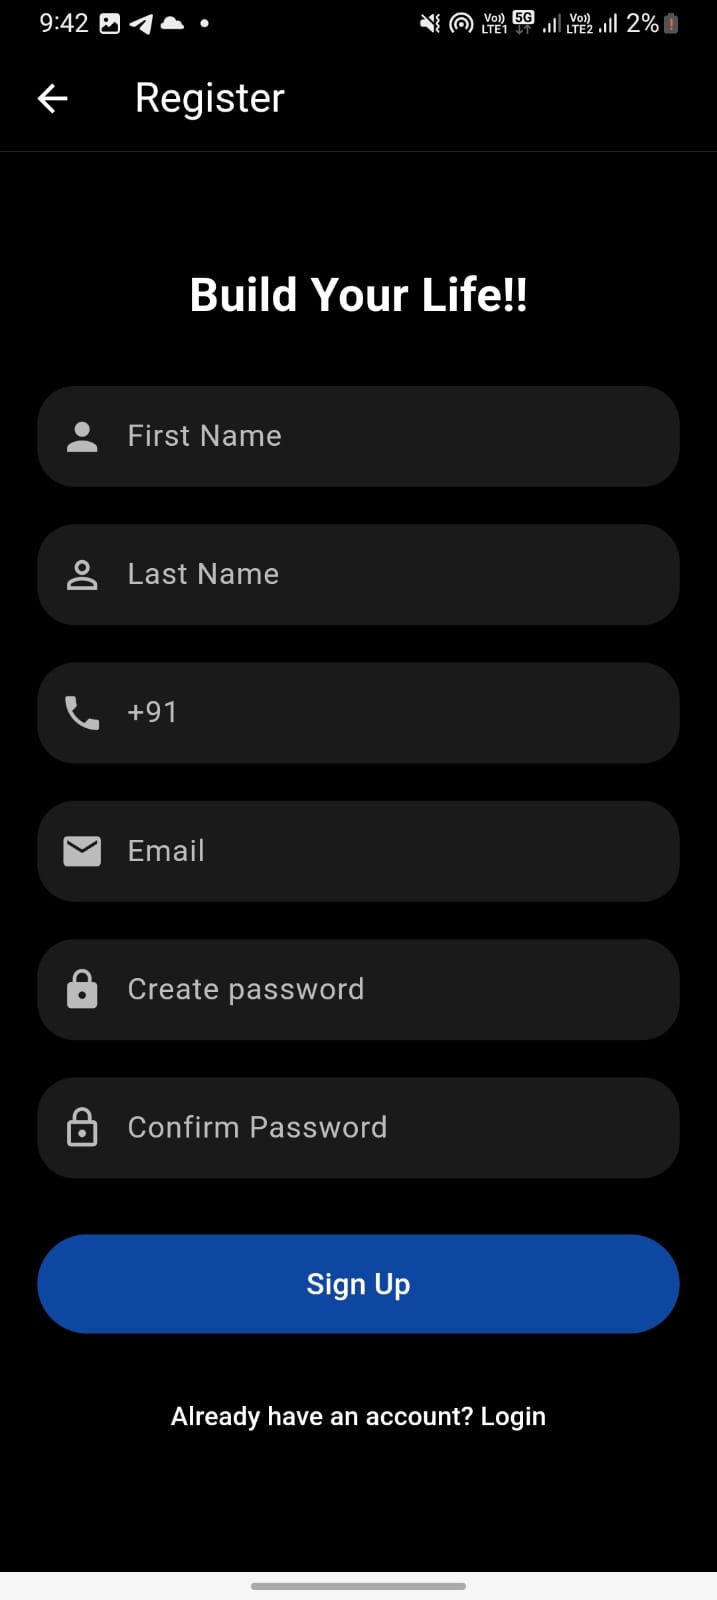 9:42 Vo)) LTE1 5G Vo)) LTE2 2%
Register
Build Your Life!!
First Name
Last Name
+91
Email
Create password
Confirm Password
Sign Up
Already have an account? Login